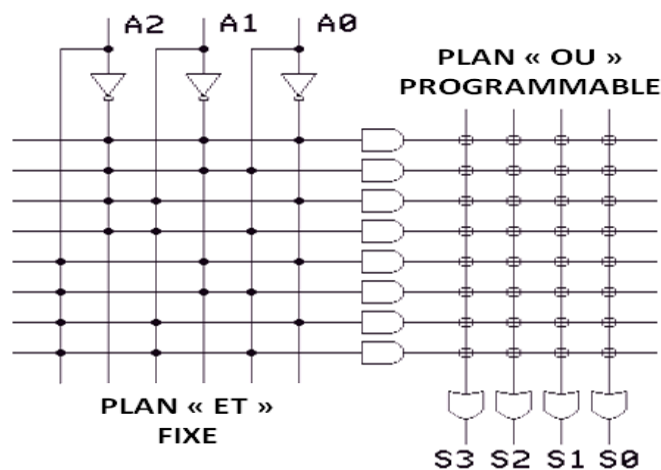 A2 A1 A0
PLAN « OU »
PROGRAMMABLE
PLAN « ET »
FIXE
S3 S2 S1 S0